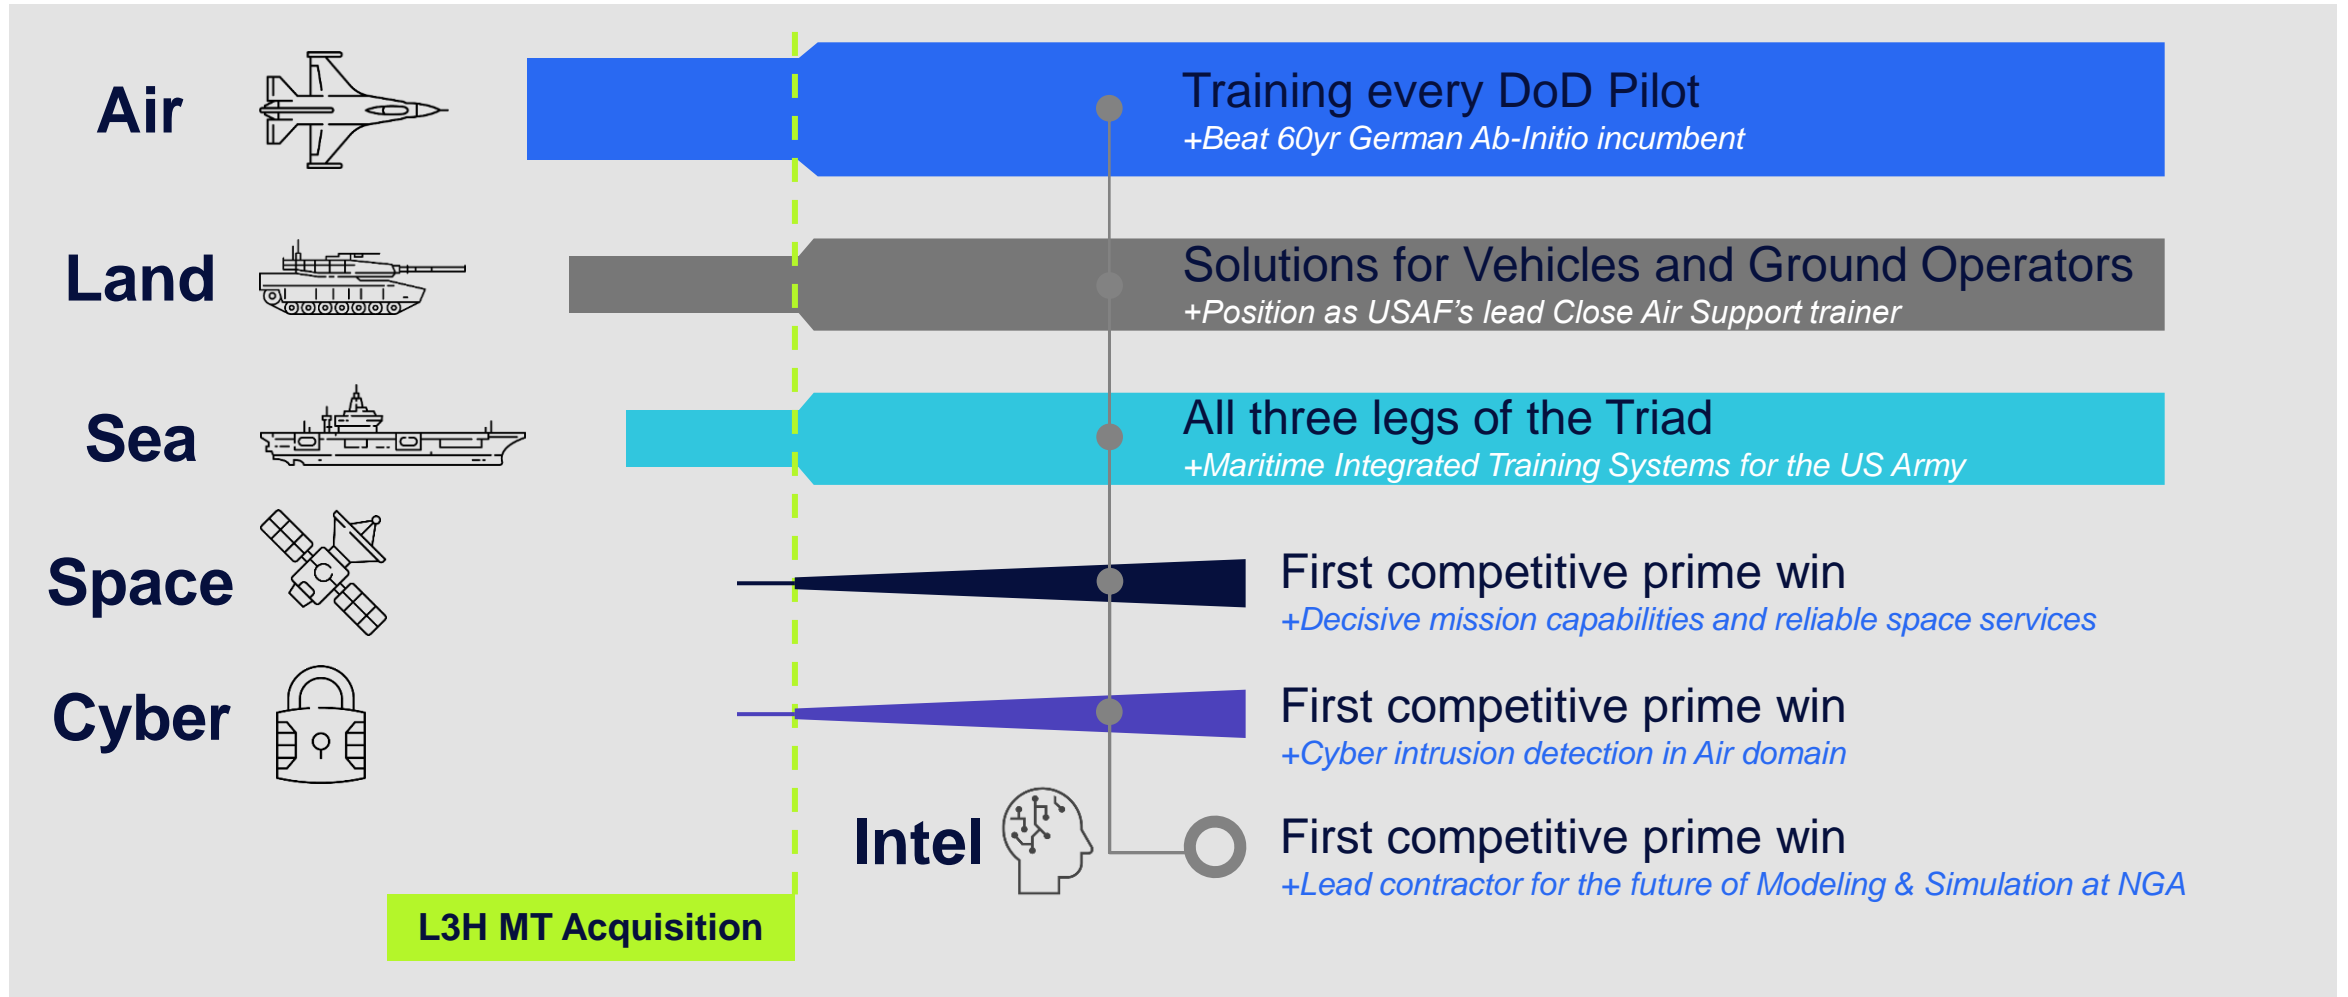 Air
Training every DoD Pilot
+Beat 60yr German Ab-Initio incumbent
Land
Solutions for Vehicles and Ground Operators
+Position as USAF’s lead Close Air Support trainer
Sea
All three legs of the Triad
+Maritime Integrated Training Systems for the US Army
Space
First competitive prime win
+Decisive mission capabilities and reliable space services
Cyber
First competitive prime win
+Cyber intrusion detection in Air domain
Intel
First competitive prime win
+Lead contractor for the future of Modeling & Simulation at NGA
L3H MT Acquisition